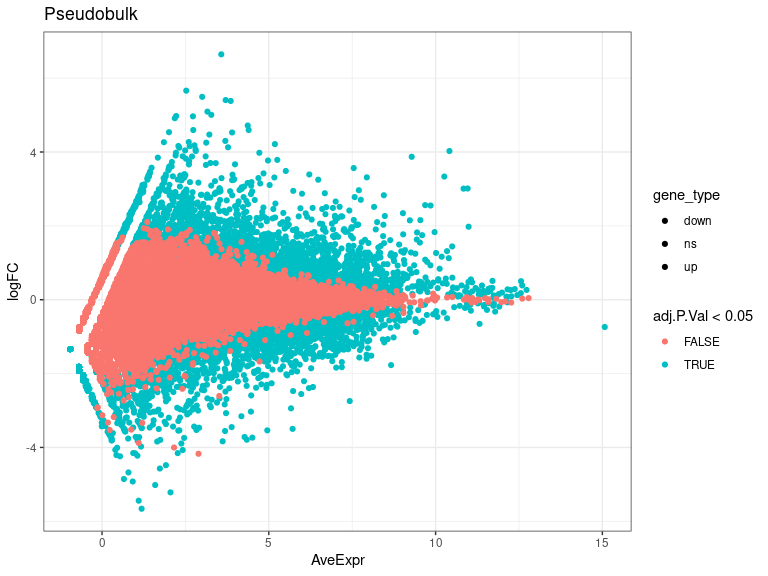 Pseudobulk
4
0
-4
logFC
0
5
10
15
AveExpr
gene_type
down
ns
up
adj.P.Val < 0.05
FALSE
TRUE